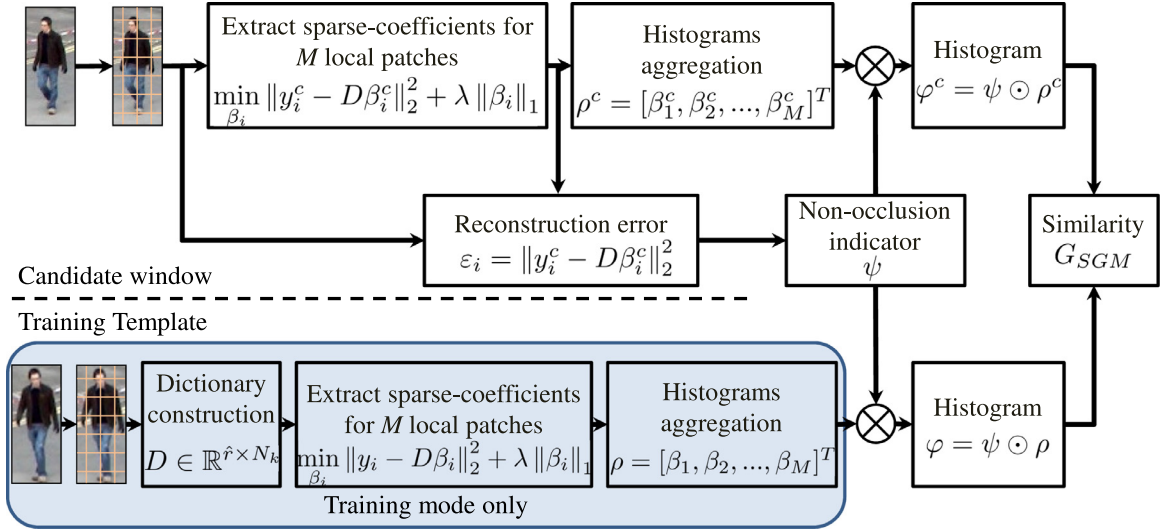 Extract sparse-coefficients for
M local patches
min_{β_i} ‖y_i^c − Dβ_i^c‖_2^2 + λ ‖β_i‖_1
Histograms
aggregation
ρ^c = [β_1^c, β_2^c, ..., β_M^c]^T
Histogram
φ^c = ψ ⊙ ρ^c
Reconstruction error
ε_i = ‖y_i^c − Dβ_i^c‖_2^2
Non-occlusion
indicator
ψ
Similarity
G_{SGM}
Candidate window
Training Template
Dictionary
construction
D ∈ ℝ^{r̂×N_k}
Extract sparse-coefficients
for M local patches
min_{β_i} ‖y_i − Dβ_i‖_2^2 + λ ‖β_i‖_1
Histograms
aggregation
ρ = [β_1, β_2, ..., β_M]^T
Histogram
φ = ψ ⊙ ρ
Training mode only